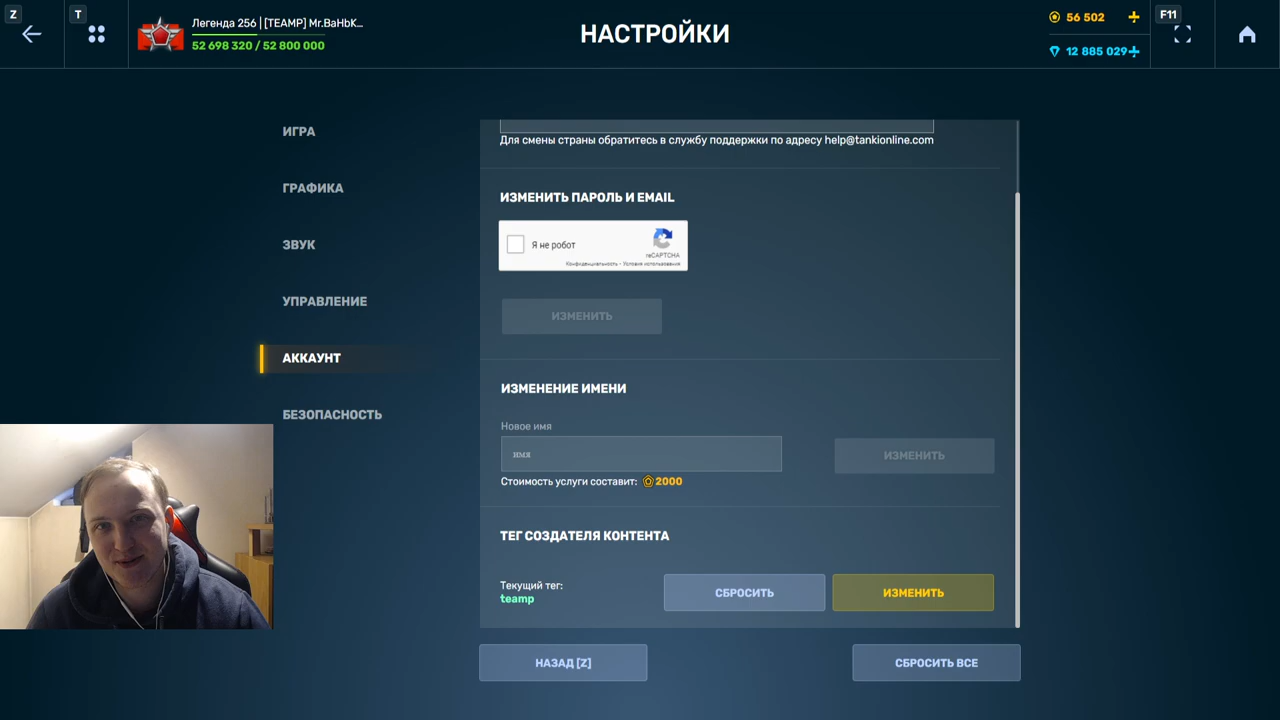 Z
T
Легенда 256 | [TEAMP] Mr.BaHbK...
52 698 320 / 52 800 000
НАСТРОЙКИ
56 502
12 885 029
F11
ИГРА
ГРАФИКА
ЗВУК
УПРАВЛЕНИЕ
АККАУНТ
БЕЗОПАСНОСТЬ
Для смены страны обратитесь в службу поддержки по адресу help@tankionline.com
ИЗМЕНИТЬ ПАРОЛЬ И EMAIL
Я не робот
reCAPTCHA
Конфиденциальность - Условия использования
ИЗМЕНИТЬ
ИЗМЕНЕНИЕ ИМЕНИ
Новое имя
имя
ИЗМЕНИТЬ
Стоимость услуги составит: 2000
ТЕГ СОЗДАТЕЛЯ КОНТЕНТА
Текущий тег:
teamp
СБРОСИТЬ
ИЗМЕНИТЬ
НАЗАД [Z]
СБРОСИТЬ ВСЕ